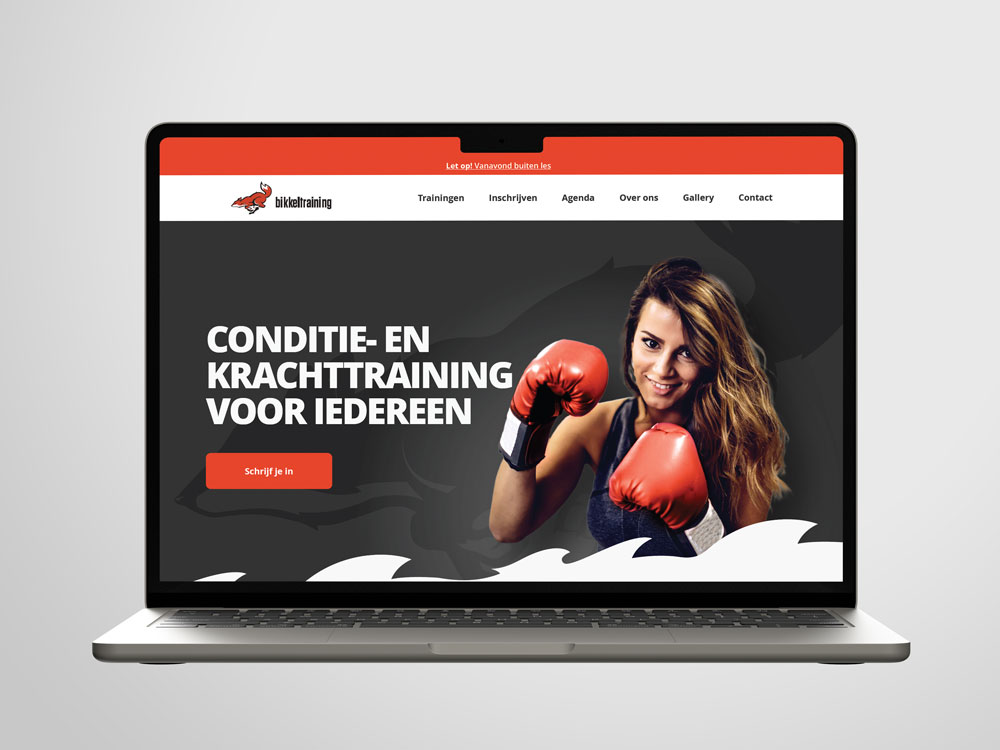 Let op! Vanavond buiten les
bikkeltraining
Trainingen Inschrijven Agenda Over ons Gallery Contact
CONDITIE- EN
KRACHTTRAINING
VOOR IEDEREEN
Schrijf je in